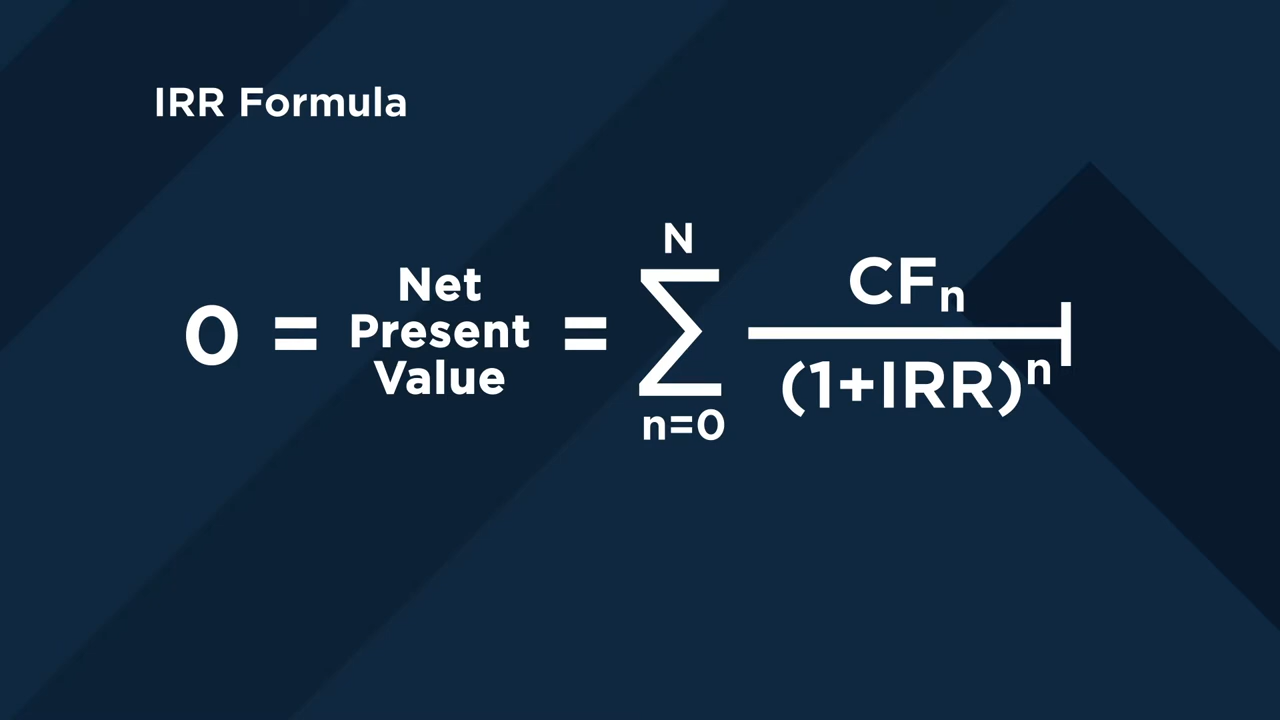 IRR Formula
0 = Net Present Value = N ∑ n=0 CFn
(1+IRR)^n